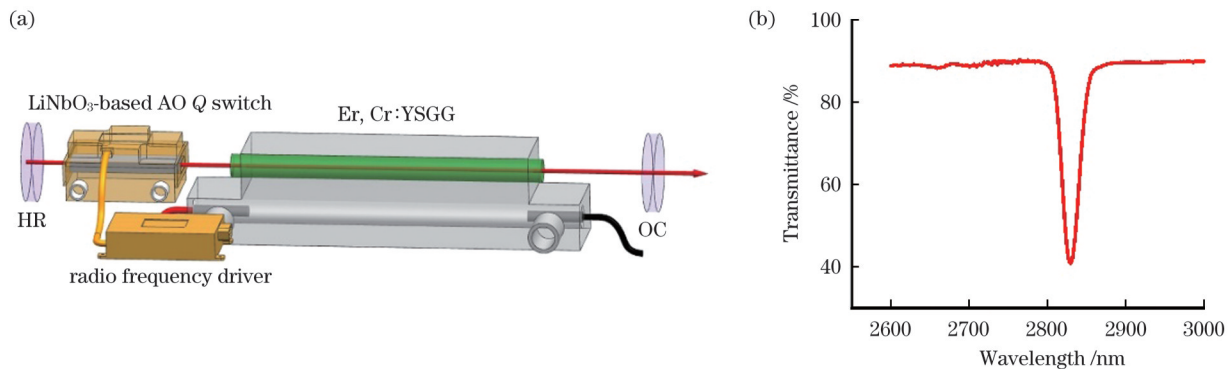 (a)
LiNbO₃-based AO Q switch
Er, Cr∶YSGG
HR
OC
radio frequency driver
(b)
100
80
60
40
2600 2700 2800 2900 3000
Transmittance /%
Wavelength /nm